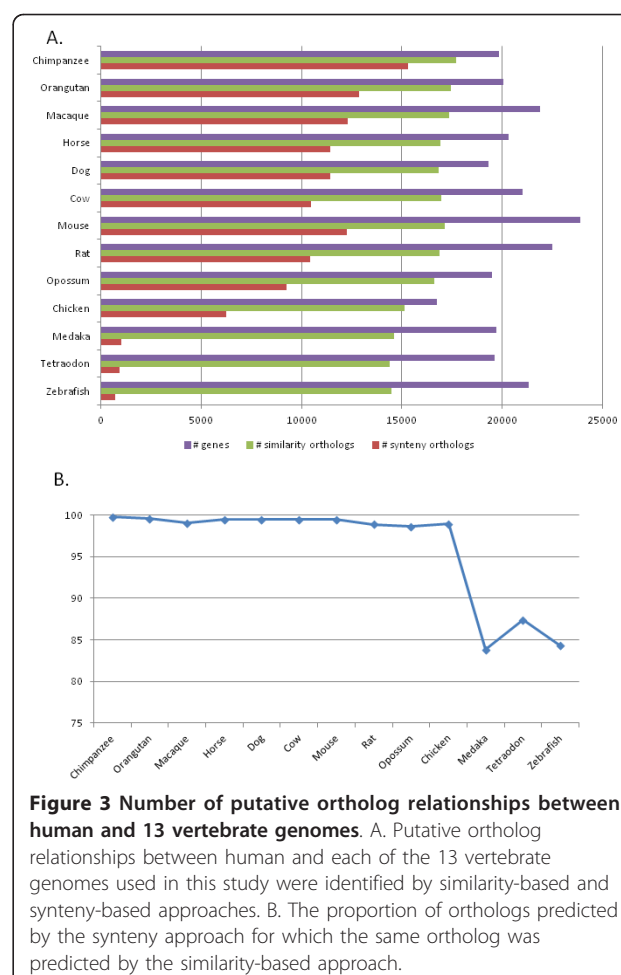 A.
Chimpanzee
Orangutan
Macaque
Horse
Dog
Cow
Mouse
Rat
Opossum
Chicken
Medaka
Tetraodon
Zebrafish
0 5000 10000 15000 20000 25000
# genes # similarity orthologs # synteny orthologs
B.
100
95
90
85
80
75
Chimpanzee Orangutan Macaque Horse Dog Cow Mouse Rat Opossum Chicken Medaka Tetraodon Zebrafish
Figure 3 Number of putative ortholog relationships between
human and 13 vertebrate genomes. A. Putative ortholog
relationships between human and each of the 13 vertebrate
genomes used in this study were identified by similarity-based and
synteny-based approaches. B. The proportion of orthologs predicted
by the synteny approach for which the same ortholog was
predicted by the similarity-based approach.